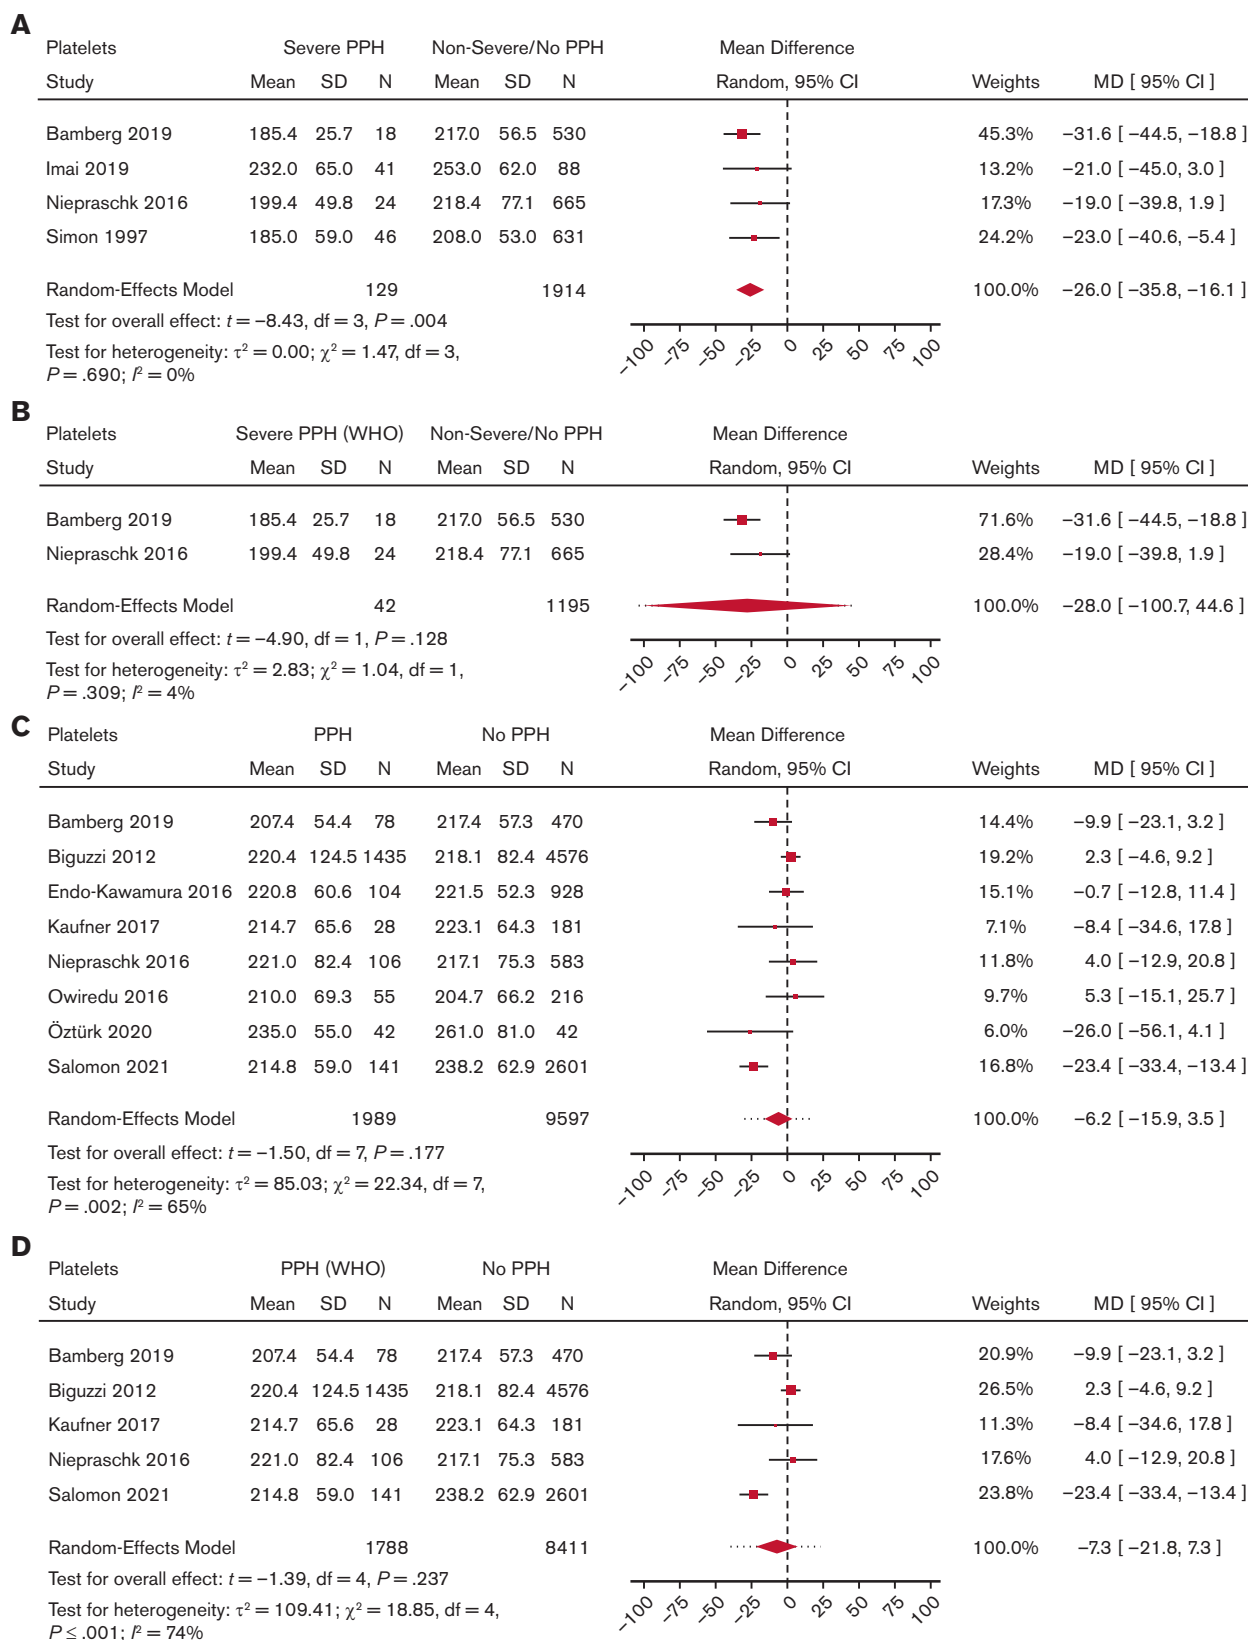 A
Platelets Severe PPH Non-Severe/No PPH Mean Difference
Study Mean SD N Mean SD N Random, 95% CI Weights MD [ 95% CI ]
Bamberg 2019 185.4 25.7 18 217.0 56.5 530 45.3% −31.6 [ −44.5, −18.8 ]
Imai 2019 232.0 65.0 41 253.0 62.0 88 13.2% −21.0 [ −45.0, 3.0 ]
Niepraschk 2016 199.4 49.8 24 218.4 77.1 665 17.3% −19.0 [ −39.8, 1.9 ]
Simon 1997 185.0 59.0 46 208.0 53.0 631 24.2% −23.0 [ −40.6, −5.4 ]
Random-Effects Model 129 1914 100.0% −26.0 [ −35.8, −16.1 ]
Test for overall effect: t = −8.43, df = 3, P = .004
Test for heterogeneity: τ² = 0.00; χ² = 1.47, df = 3,
P = .690; I² = 0%
−100 −75 −50 −25 0 25 50 75 100
B
Platelets Severe PPH (WHO) Non-Severe/No PPH Mean Difference
Study Mean SD N Mean SD N Random, 95% CI Weights MD [ 95% CI ]
Bamberg 2019 185.4 25.7 18 217.0 56.5 530 71.6% −31.6 [ −44.5, −18.8 ]
Niepraschk 2016 199.4 49.8 24 218.4 77.1 665 28.4% −19.0 [ −39.8, 1.9 ]
Random-Effects Model 42 1195 100.0% −28.0 [ −100.7, 44.6 ]
Test for overall effect: t = −4.90, df = 1, P = .128
Test for heterogeneity: τ² = 2.83; χ² = 1.04, df = 1,
P = .309; I² = 4%
−100 −75 −50 −25 0 25 50 75 100
C
Platelets PPH No PPH Mean Difference
Study Mean SD N Mean SD N Random, 95% CI Weights MD [ 95% CI ]
Bamberg 2019 207.4 54.4 78 217.4 57.3 470 14.4% −9.9 [ −23.1, 3.2 ]
Biguzzi 2012 220.4 124.5 1435 218.1 82.4 4576 19.2% 2.3 [ −4.6, 9.2 ]
Endo-Kawamura 2016 220.8 60.6 104 221.5 52.3 928 15.1% −0.7 [ −12.8, 11.4 ]
Kaufner 2017 214.7 65.6 28 223.1 64.3 181 7.1% −8.4 [ −34.6, 17.8 ]
Niepraschk 2016 221.0 82.4 106 217.1 75.3 583 11.8% 4.0 [ −12.9, 20.8 ]
Owiredu 2016 210.0 69.3 55 204.7 66.2 216 9.7% 5.3 [ −15.1, 25.7 ]
Öztürk 2020 235.0 55.0 42 261.0 81.0 42 6.0% −26.0 [ −56.1, 4.1 ]
Salomon 2021 214.8 59.0 141 238.2 62.9 2601 16.8% −23.4 [ −33.4, −13.4 ]
Random-Effects Model 1989 9597 100.0% −6.2 [ −15.9, 3.5 ]
Test for overall effect: t = −1.50, df = 7, P = .177
Test for heterogeneity: τ² = 85.03; χ² = 22.34, df = 7,
P = .002; I² = 65%
−100 −75 −50 −25 0 25 50 75 100
D
Platelets PPH (WHO) No PPH Mean Difference
Study Mean SD N Mean SD N Random, 95% CI Weights MD [ 95% CI ]
Bamberg 2019 207.4 54.4 78 217.4 57.3 470 20.9% −9.9 [ −23.1, 3.2 ]
Biguzzi 2012 220.4 124.5 1435 218.1 82.4 4576 26.5% 2.3 [ −4.6, 9.2 ]
Kaufner 2017 214.7 65.6 28 223.1 64.3 181 11.3% −8.4 [ −34.6, 17.8 ]
Niepraschk 2016 221.0 82.4 106 217.1 75.3 583 17.6% 4.0 [ −12.9, 20.8 ]
Salomon 2021 214.8 59.0 141 238.2 62.9 2601 23.8% −23.4 [ −33.4, −13.4 ]
Random-Effects Model 1788 8411 100.0% −7.3 [ −21.8, 7.3 ]
Test for overall effect: t = −1.39, df = 4, P = .237
Test for heterogeneity: τ² = 109.41; χ² = 18.85, df = 4,
P ≤ .001; I² = 74%
−100 −75 −50 −25 0 25 50 75 100